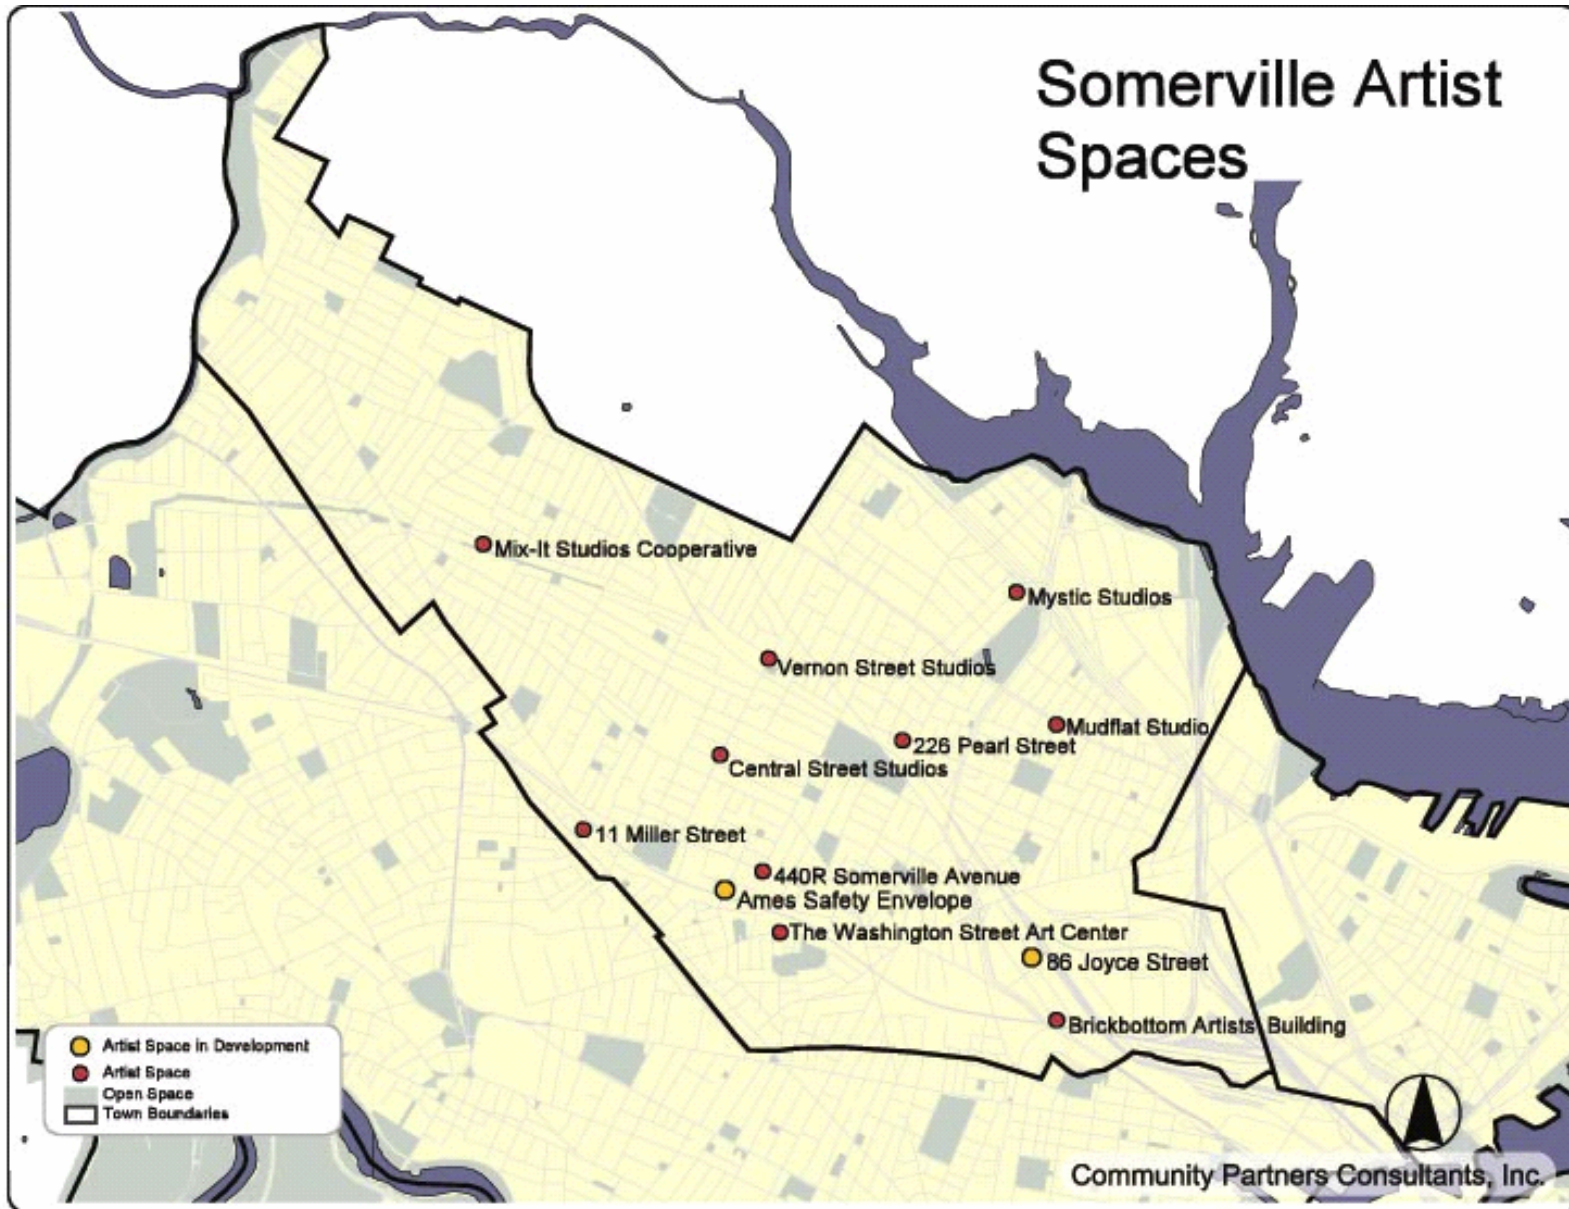 Somerville Artist
Spaces
Mix-It Studios Cooperative
Mystic Studios
Vernon Street Studios
Mudflat Studio
226 Pearl Street
Central Street Studios
11 Miller Street
440R Somerville Avenue
Ames Safety Envelope
The Washington Street Art Center
86 Joyce Street
Brickbottom Artists' Building
Artist Space in Development
Artist Space
Open Space
Town Boundaries
Community Partners Consultants, Inc.